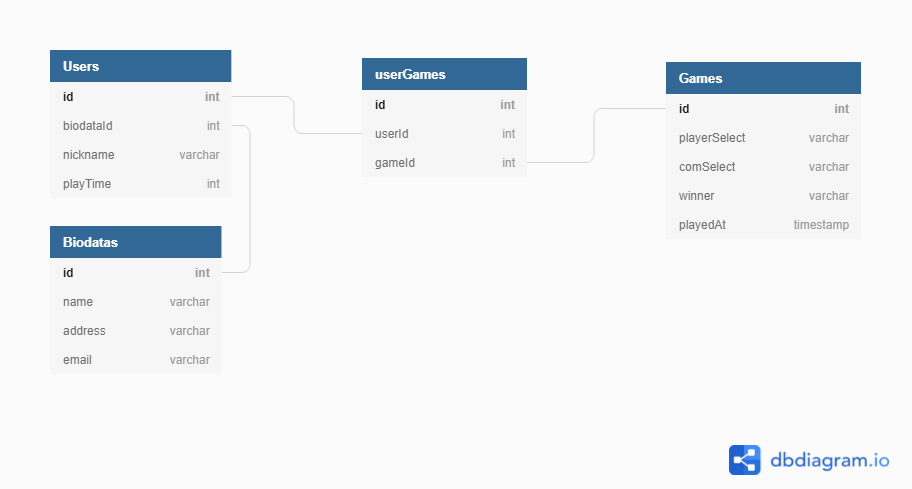 Users
id int
biodataId int
nickname varchar
playTime int
Biodatas
id int
name varchar
address varchar
email varchar
userGames
id int
userId int
gameId int
Games
id int
playerSelect varchar
comSelect varchar
winner varchar
playedAt timestamp
dbdiagram.io